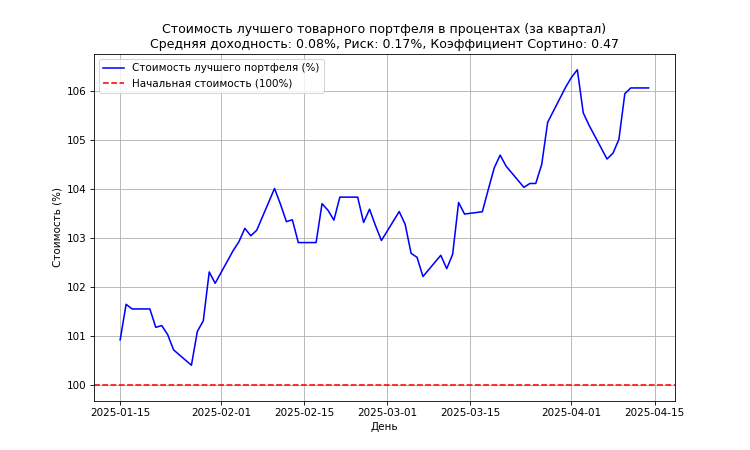 Стоимость лучшего товарного портфеля в процентах (за квартал)
Средняя доходность: 0.08%, Риск: 0.17%, Коэффициент Сортино: 0.47
Стоимость лучшего портфеля (%)
Начальная стоимость (100%)
Стоимость (%)
106
105
104
103
102
101
100
2025-01-15
2025-02-01
2025-02-15
2025-03-01
2025-03-15
2025-04-01
2025-04-15
День